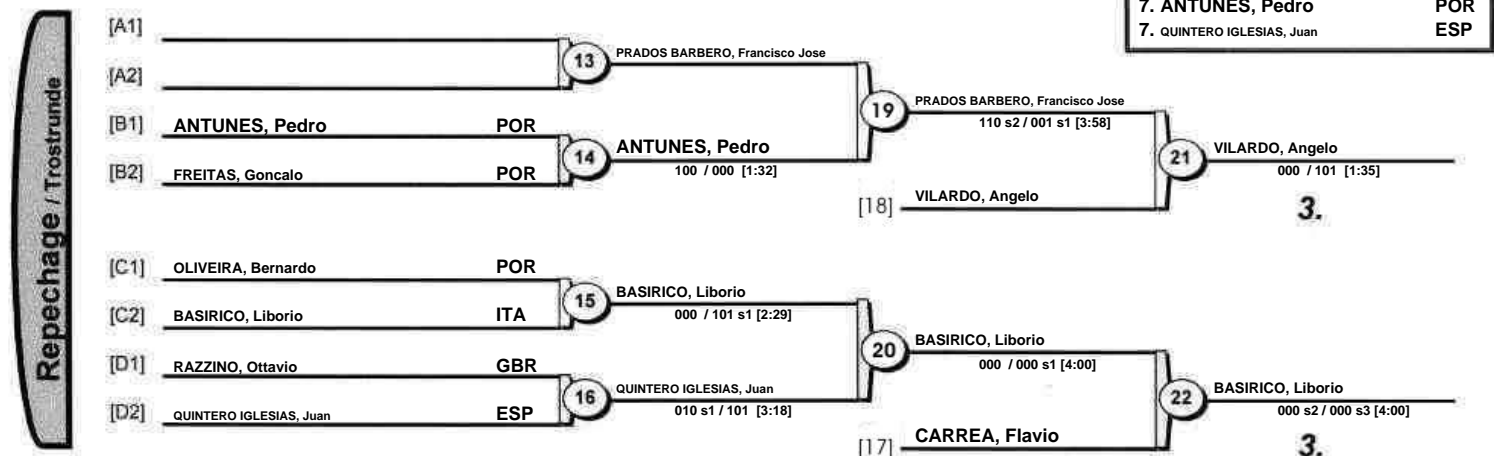 7. ANTUNES, Pedro POR
7. QUINTERO IGLESIAS, Juan ESP
Repechage / Trostrunde
[A1]
13 PRADOS BARBERO, Francisco Jose
[A2]
19 PRADOS BARBERO, Francisco Jose
110 s2 / 001 s1 [3:58]
[B1] ANTUNES, Pedro POR
14 ANTUNES, Pedro
100 / 000 [1:32]
21 VILARDO, Angelo
000 / 101 [1:35]
[B2] FREITAS, Goncalo POR
[18] VILARDO, Angelo
3.
[C1] OLIVEIRA, Bernardo POR
15 BASIRICO, Liborio
000 / 101 s1 [2:29]
[C2] BASIRICO, Liborio ITA
20 BASIRICO, Liborio
000 / 000 s1 [4:00]
[D1] RAZZINO, Ottavio GBR
16 QUINTERO IGLESIAS, Juan
010 s1 / 101 [3:18]
22 BASIRICO, Liborio
000 s2 / 000 s3 [4:00]
[D2] QUINTERO IGLESIAS, Juan ESP
[17] CARREA, Flavio
3.